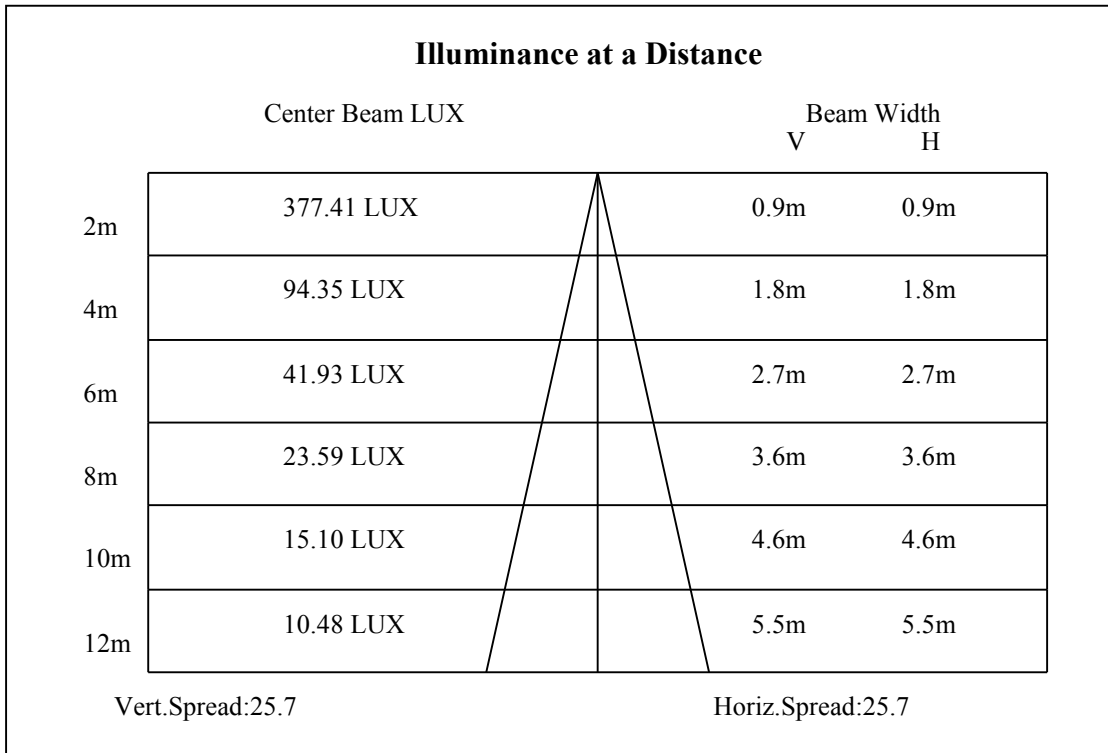 Illuminance at a Distance
Center Beam LUX Beam Width
V H
2m 377.41 LUX 0.9m 0.9m
4m 94.35 LUX 1.8m 1.8m
6m 41.93 LUX 2.7m 2.7m
8m 23.59 LUX 3.6m 3.6m
10m 15.10 LUX 4.6m 4.6m
12m 10.48 LUX 5.5m 5.5m
Vert.Spread:25.7 Horiz.Spread:25.7